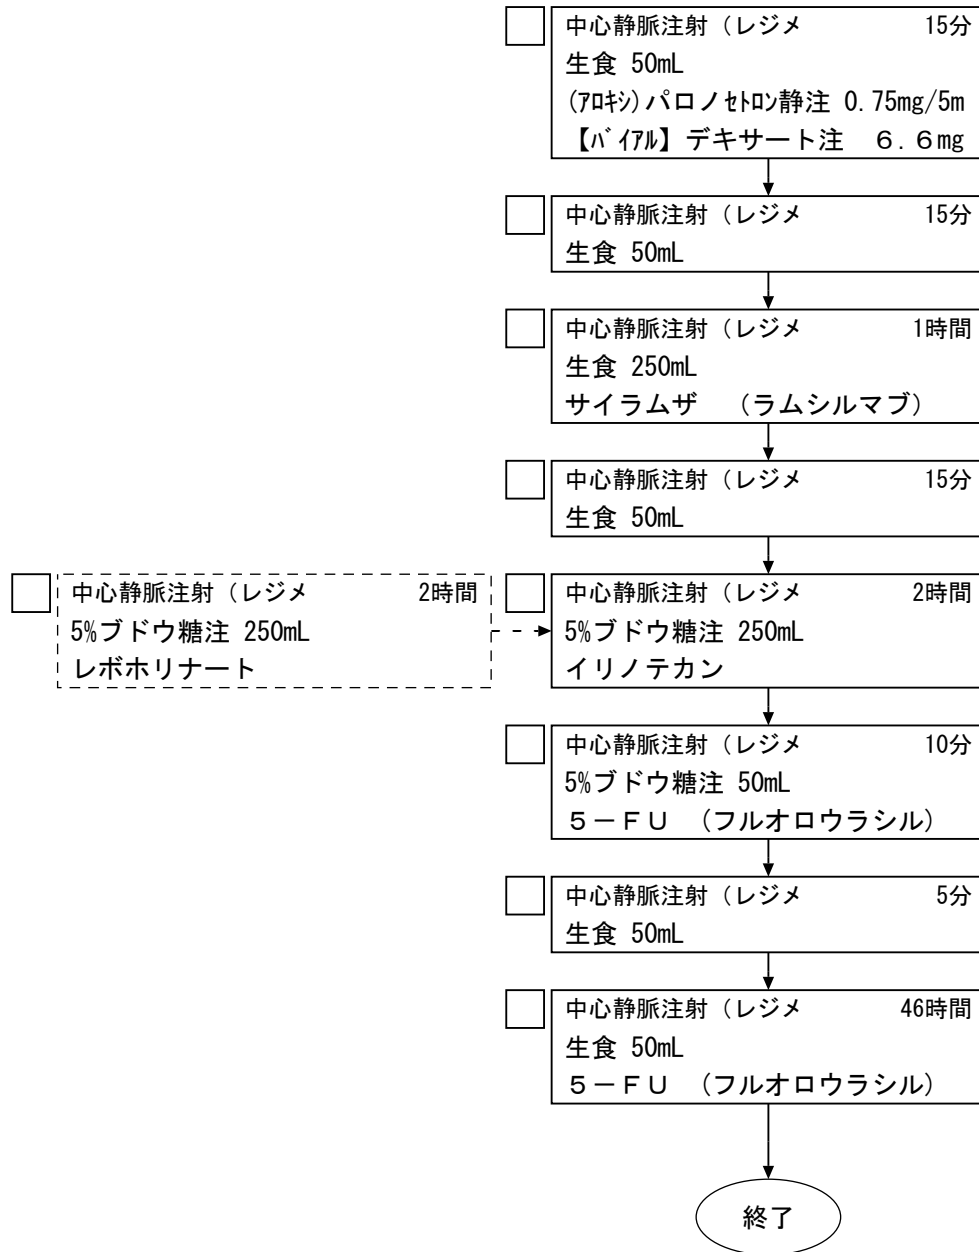 中心静脈注射（レジメ 15分
生食 50mL
(ｱﾛｷｼ)パロノｾﾄﾛﾝ静注 0.75mg/5m
【ﾊﾞｲｱﾙ】デキサート注 ６.６mg
中心静脈注射（レジメ 15分
生食 50mL
中心静脈注射（レジメ 1時間
生食 250mL
サイラムザ （ラムシルマブ）
中心静脈注射（レジメ 15分
生食 50mL
中心静脈注射（レジメ 2時間
5%ブドウ糖注 250mL
レボホリナート
中心静脈注射（レジメ 2時間
5%ブドウ糖注 250mL
イリノテカン
中心静脈注射（レジメ 10分
5%ブドウ糖注 50mL
５－ＦＵ （フルオロウラシル）
中心静脈注射（レジメ 5分
生食 50mL
中心静脈注射（レジメ 46時間
生食 50mL
５－ＦＵ （フルオロウラシル）
終了